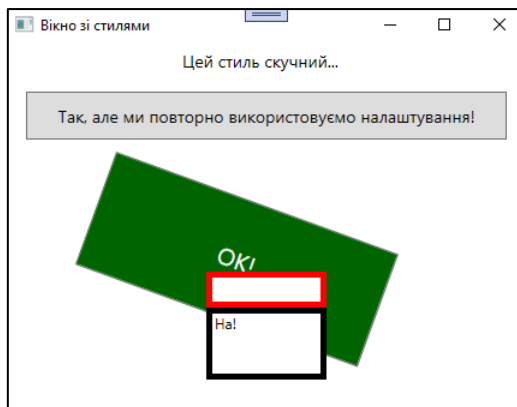 Вікно зі стилями
Цей стиль скучний...
Так, але ми повторно використовуємо налаштування!
OK!
На!